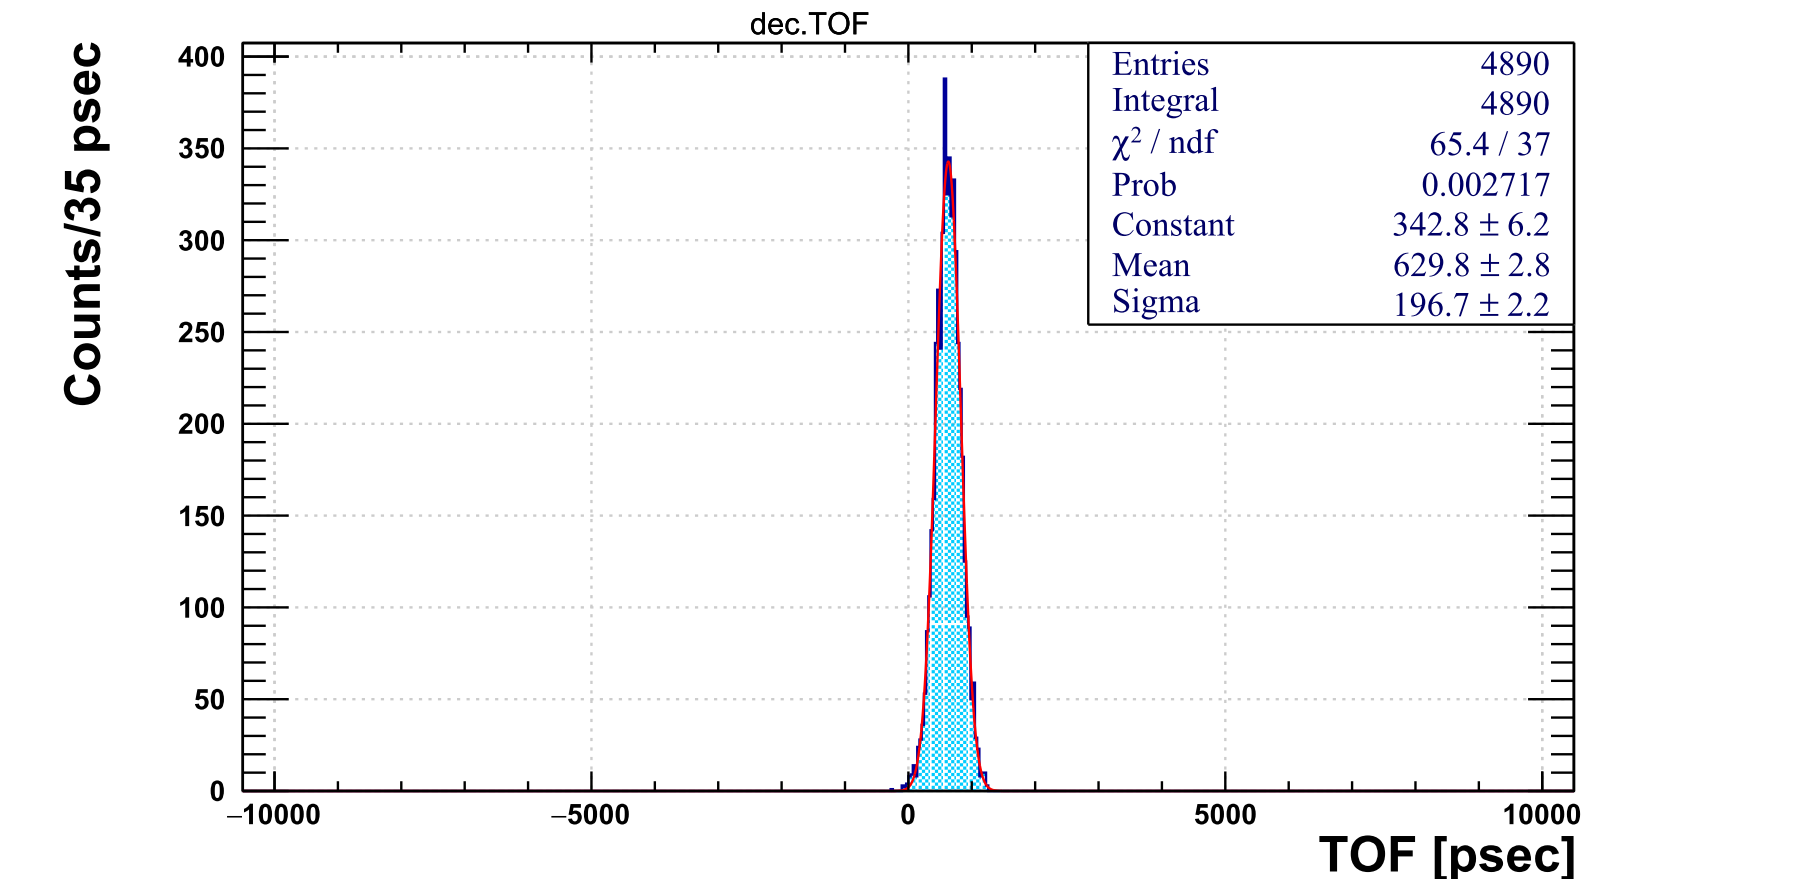 dec.TOF
Counts/35 psec
400
350
300
250
200
150
100
50
0
Entries 4890
Integral 4890
χ² / ndf 65.4 / 37
Prob 0.002717
Constant 342.8 ± 6.2
Mean 629.8 ± 2.8
Sigma 196.7 ± 2.2
−10000 −5000 0 5000 10000
TOF [psec]